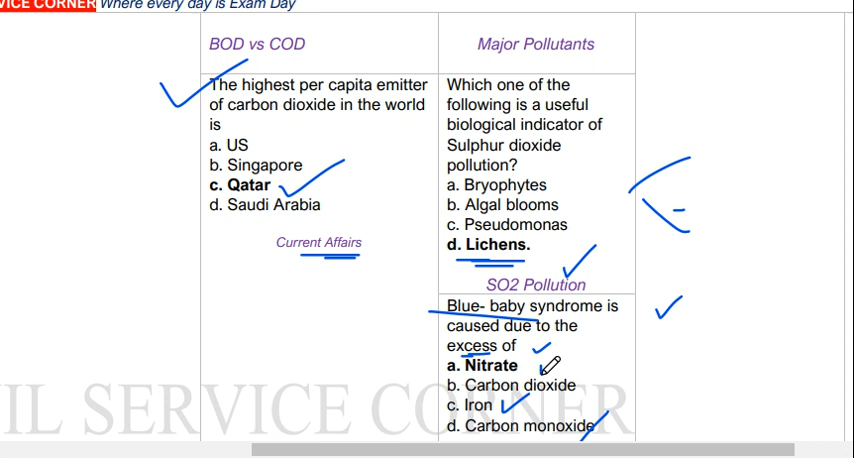 VICE CORNER Where every day is Exam Day
BOD vs COD
The highest per capita emitter
of carbon dioxide in the world
is
a. US
b. Singapore
c. Qatar
d. Saudi Arabia
Current Affairs
Major Pollutants
Which one of the
following is a useful
biological indicator of
Sulphur dioxide
pollution?
a. Bryophytes
b. Algal blooms
c. Pseudomonas
d. Lichens.
SO2 Pollution
Blue- baby syndrome is
caused due to the
excess of
a. Nitrate
b. Carbon dioxide
c. Iron
d. Carbon monoxide
IL SERVICE CORNER